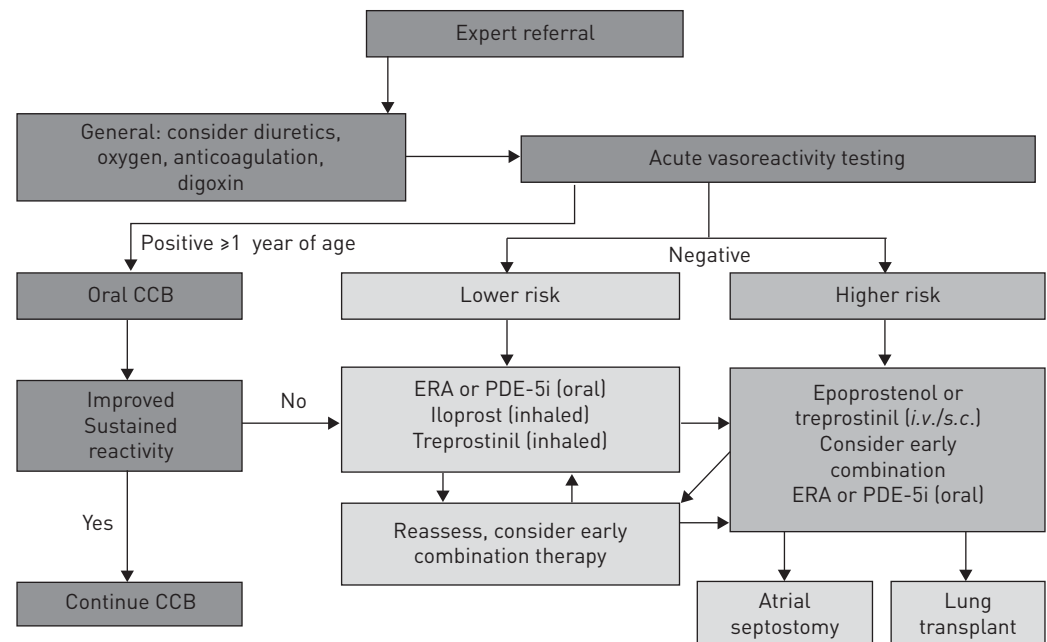 Expert referral
General: consider diuretics,
oxygen, anticoagulation,
digoxin
Acute vasoreactivity testing
Positive ≥1 year of age
Negative
Oral CCB
Lower risk
Higher risk
Improved
Sustained
reactivity
No
ERA or PDE-5i (oral)
Iloprost (inhaled)
Treprostinil (inhaled)
Epoprostenol or
treprostinil (i.v./s.c.)
Consider early
combination
ERA or PDE-5i (oral)
Yes
Reassess, consider early
combination therapy
Continue CCB
Atrial
septostomy
Lung
transplant